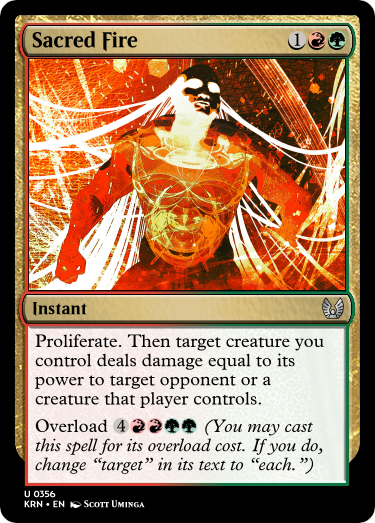 Sacred Fire 1
Instant
Proliferate. Then target creature you
control deals damage equal to its
power to target opponent or a
creature that player controls.
Overload 4 (You may cast
this spell for its overload cost. If you do,
change “target” in its text to “each.”)
U 0356
KRN • EN Scott Uminga